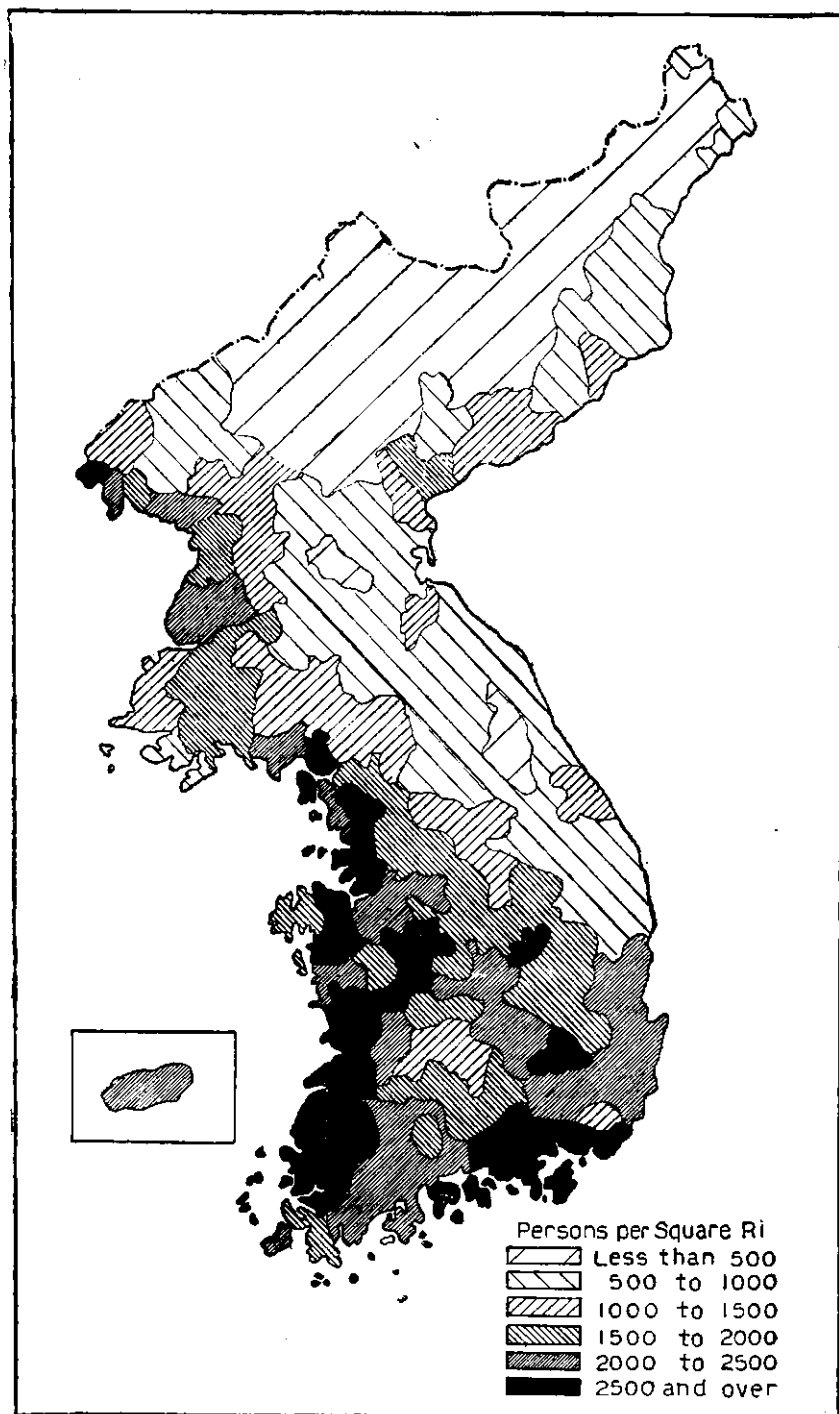 Persons per Square Ri
Less than 500
500 to 1000
1000 to 1500
1500 to 2000
2000 to 2500
2500 and over